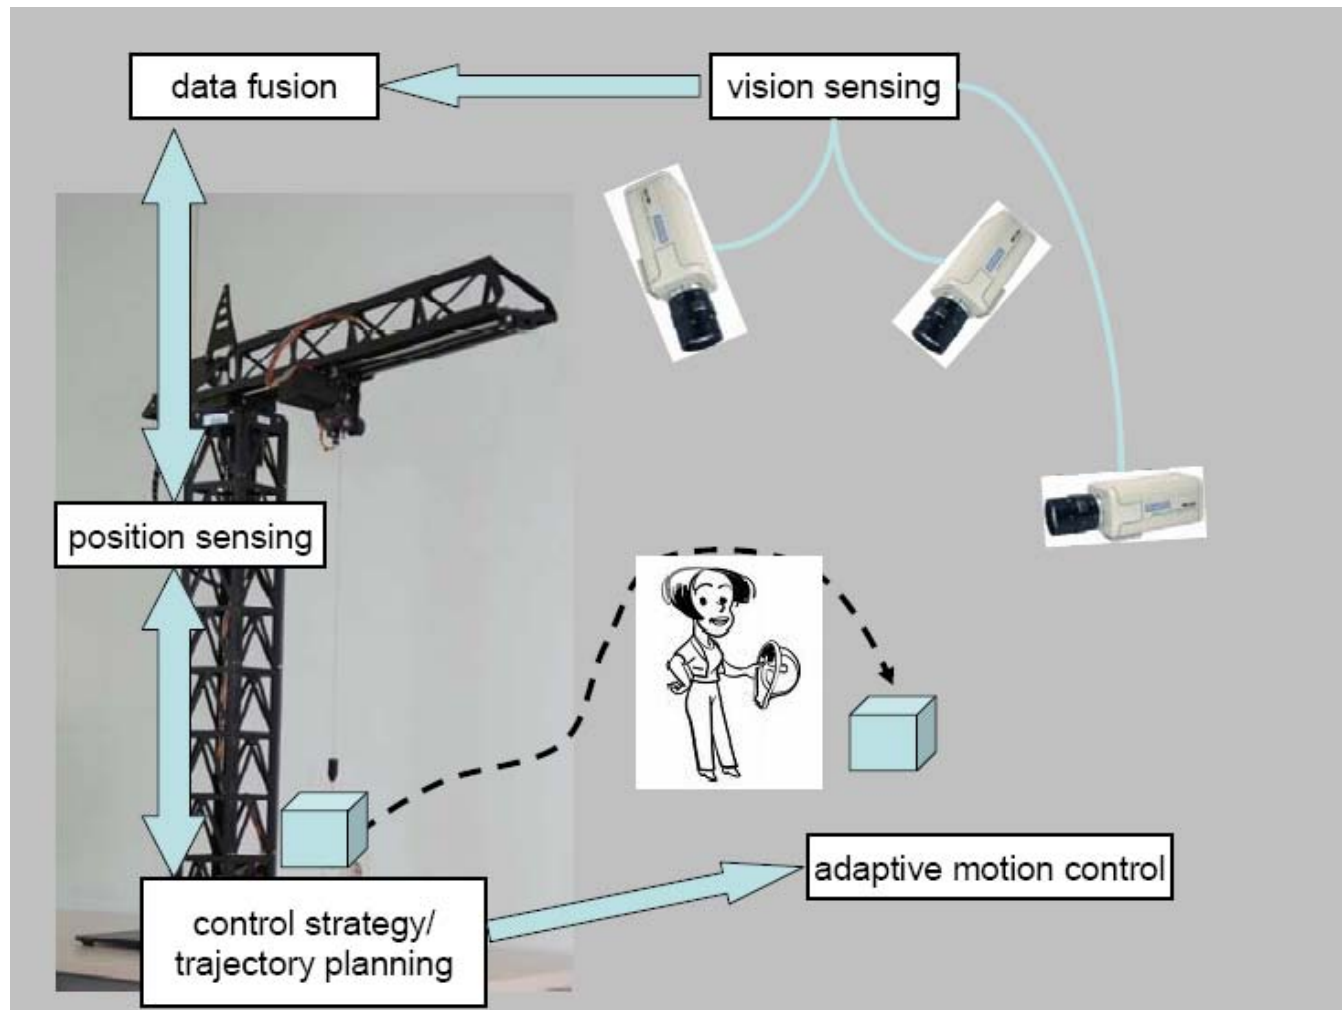 data fusion
vision sensing
position sensing
adaptive motion control
control strategy/
trajectory planning